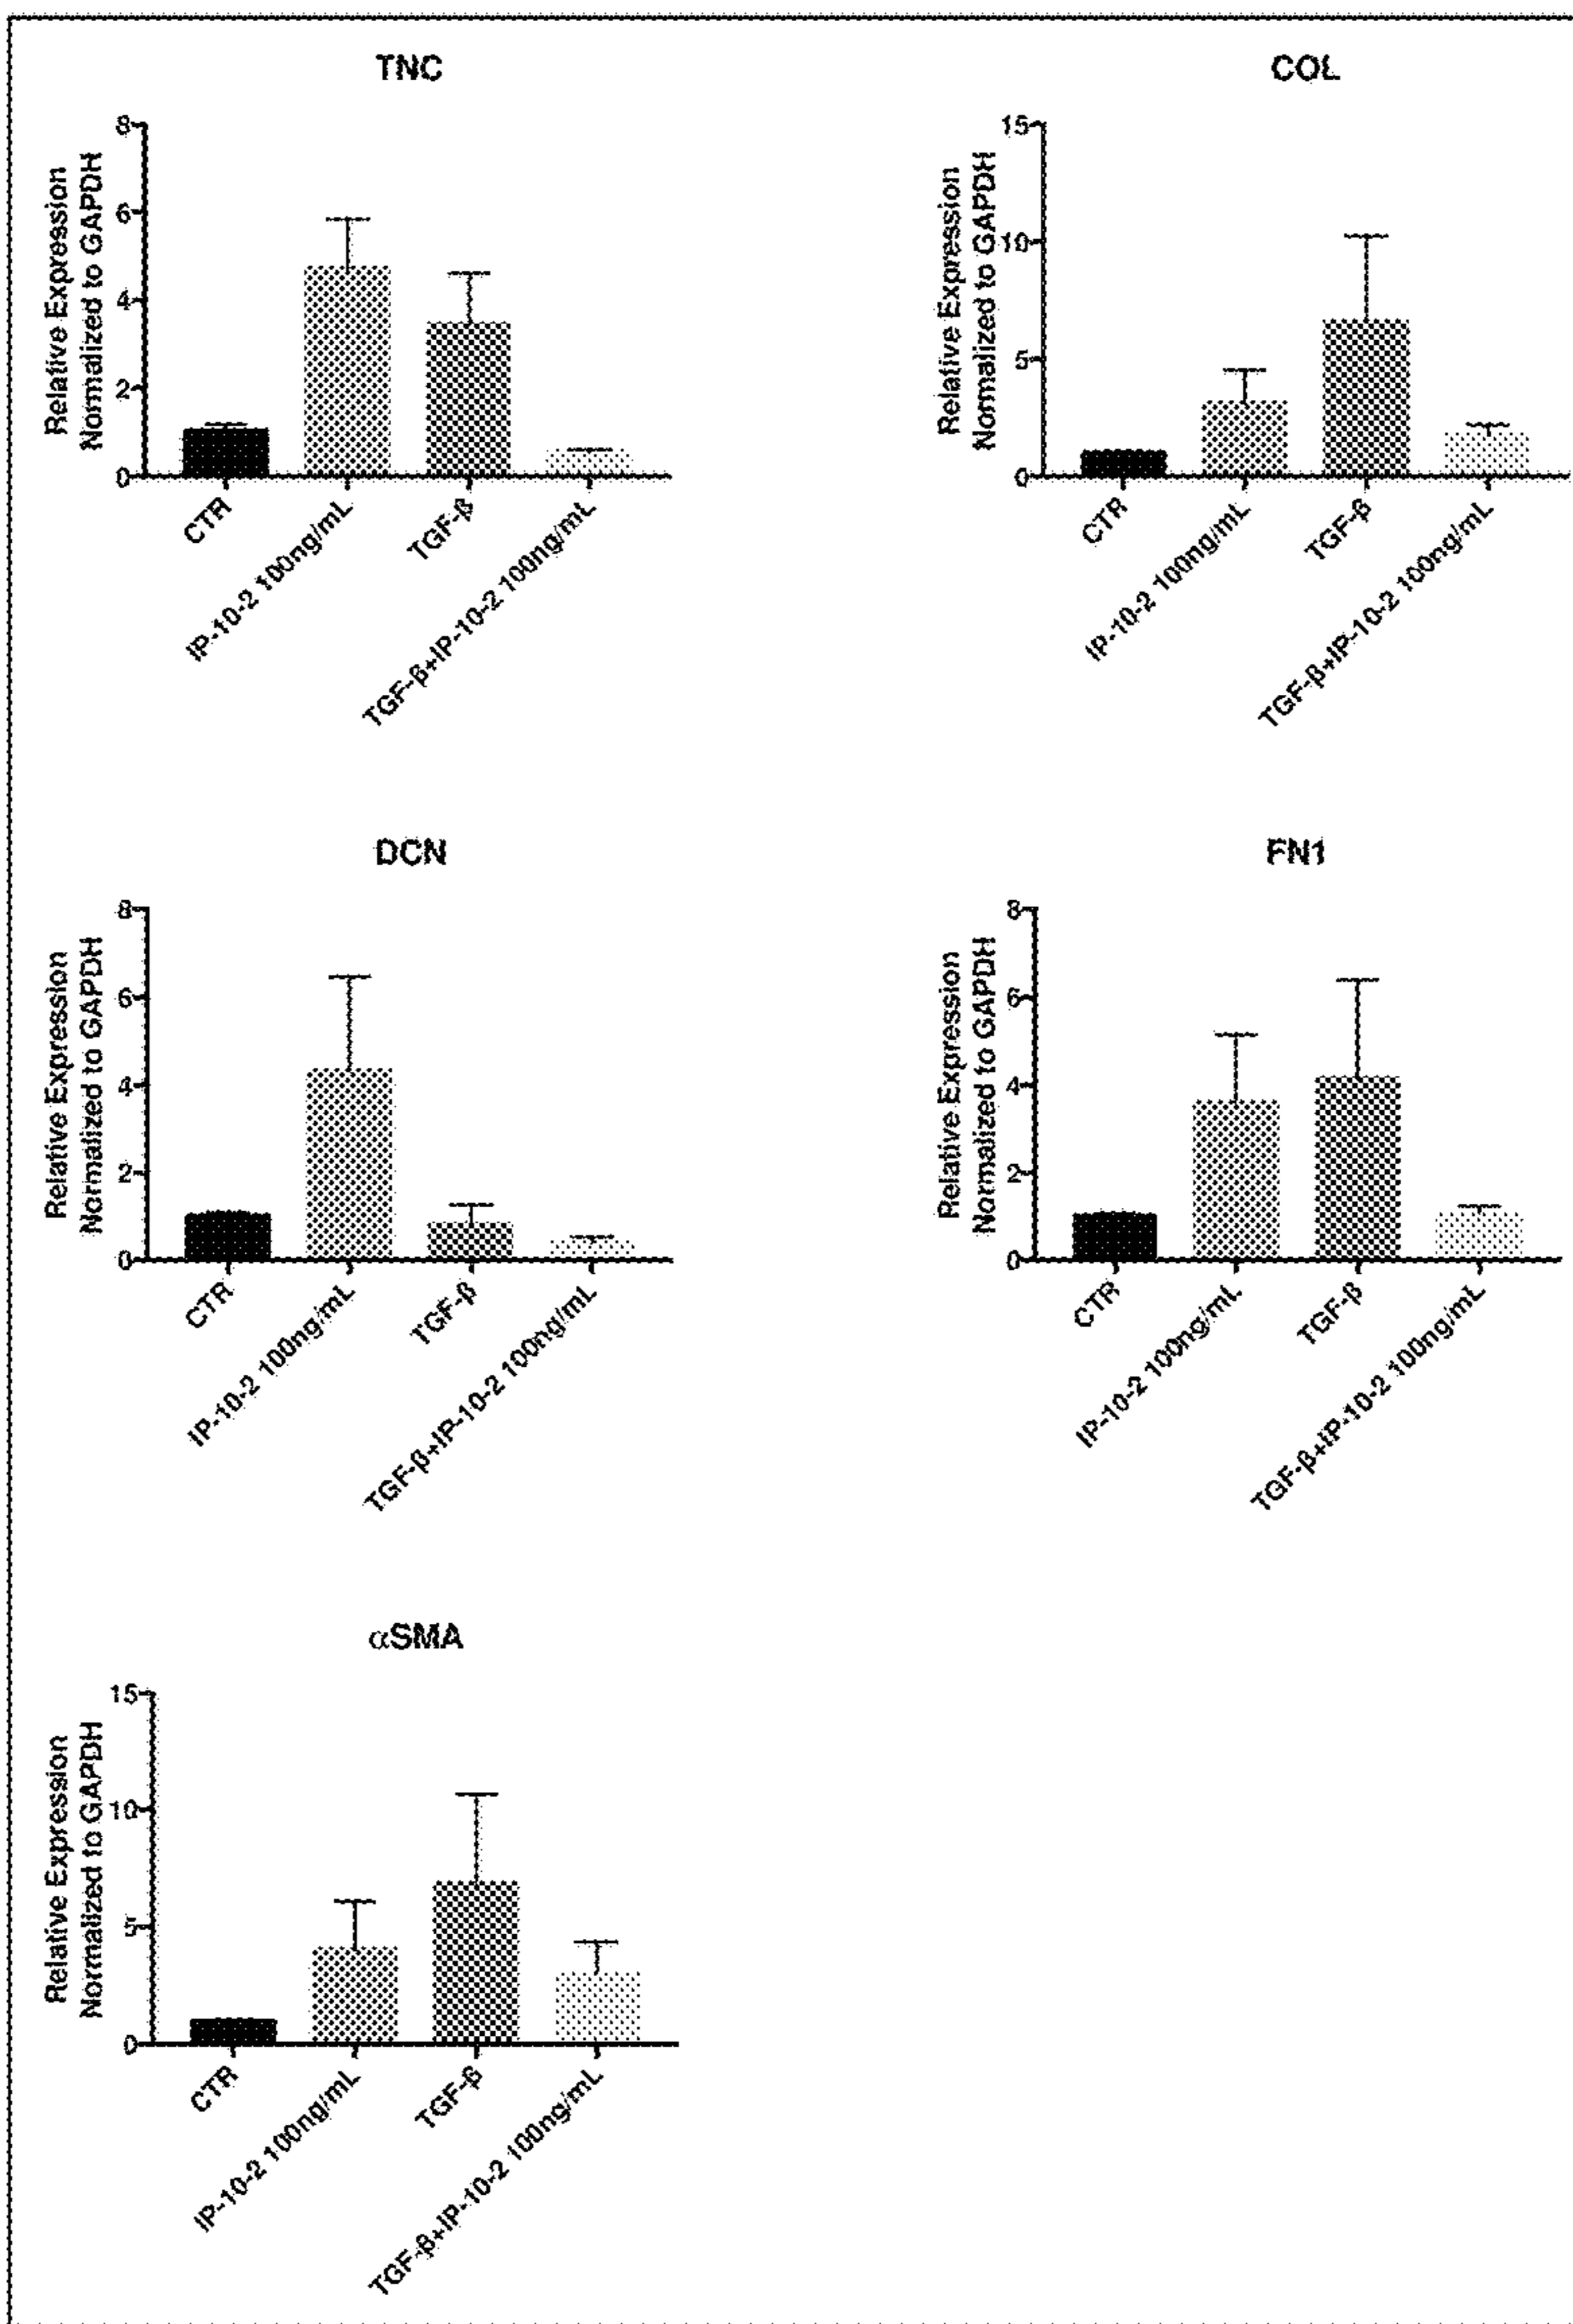 TNC
Relative Expression
Normalized to GAPDH
8
6
4
2
0
CTR
IP-10-2 100ng/mL
TGF-β
TGF-β+IP-10-2 100ng/mL
COL
Relative Expression
Normalized to GAPDH
15
10
5
0
CTR
IP-10-2 100ng/mL
TGF-β
TGF-β+IP-10-2 100ng/mL
DCN
Relative Expression
Normalized to GAPDH
8
6
4
2
0
CTR
IP-10-2 100ng/mL
TGF-β
TGF-β+IP-10-2 100ng/mL
FN1
Relative Expression
Normalized to GAPDH
8
6
4
2
0
CTR
IP-10-2 100ng/mL
TGF-β
TGF-β+IP-10-2 100ng/mL
αSMA
Relative Expression
Normalized to GAPDH
15
10
5
0
CTR
IP-10-2 100ng/mL
TGF-β
TGF-β+IP-10-2 100ng/mL